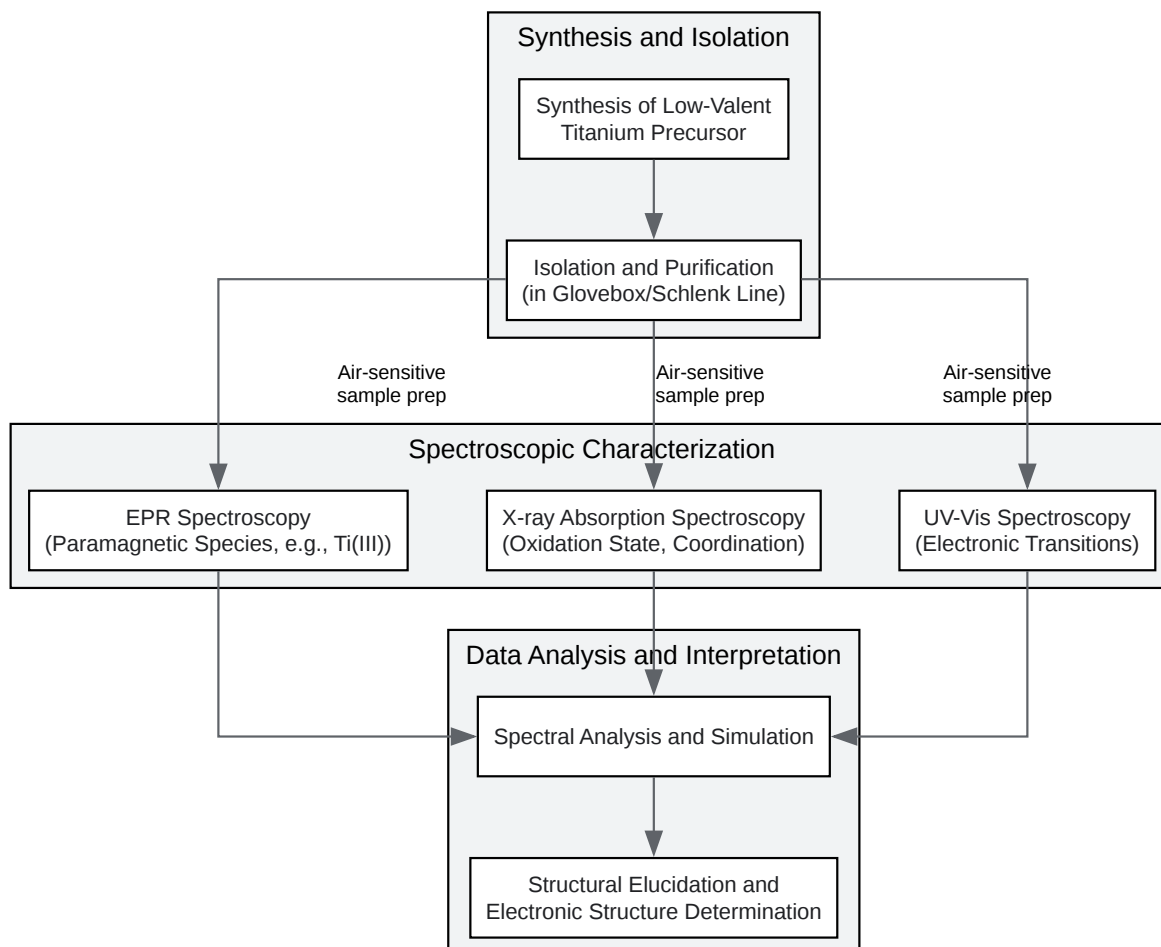 Synthesis and Isolation
Synthesis of Low-Valent
Titanium Precursor
Isolation and Purification
(in Glovebox/Schlenk Line)
Air-sensitive
sample prep
Air-sensitive
sample prep
Air-sensitive
sample prep
Spectroscopic Characterization
EPR Spectroscopy
(Paramagnetic Species, e.g., Ti(III))
X-ray Absorption Spectroscopy
(Oxidation State, Coordination)
UV-Vis Spectroscopy
(Electronic Transitions)
Data Analysis and Interpretation
Spectral Analysis and Simulation
Structural Elucidation and
Electronic Structure Determination